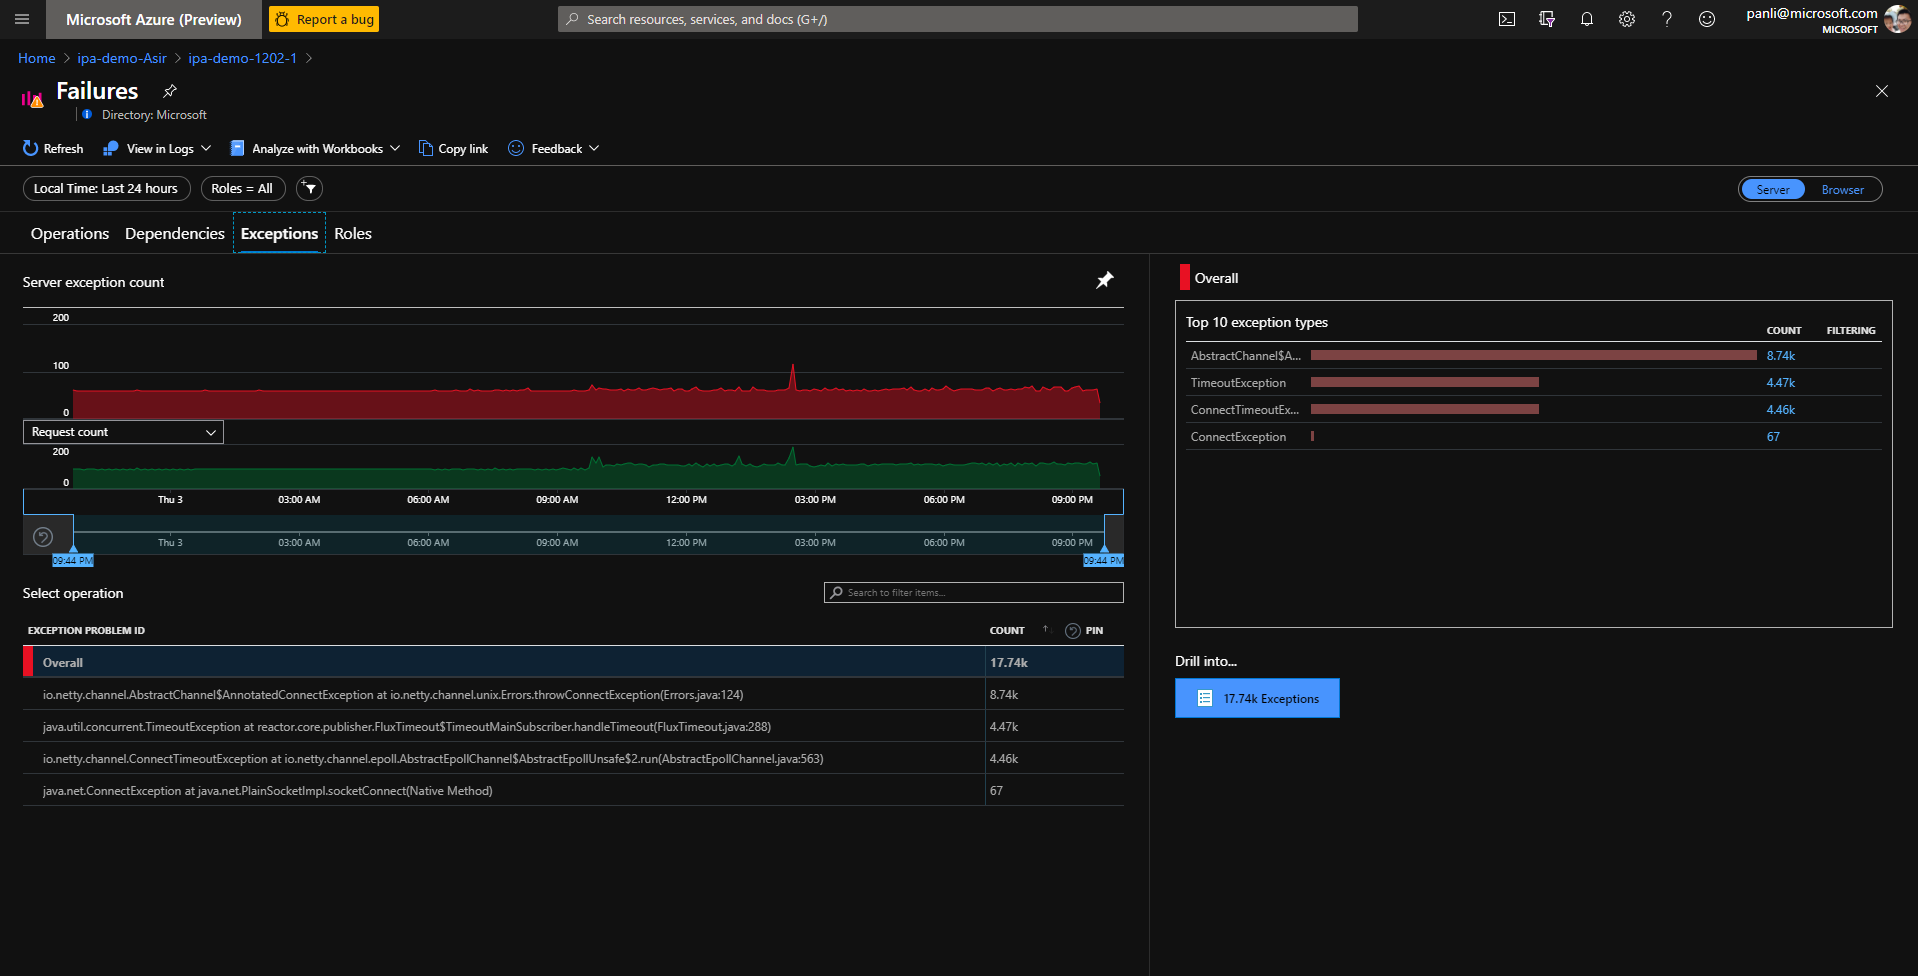 Microsoft Azure (Preview)
Report a bug
Search resources, services, and docs (G+/)
panli@microsoft.com
MICROSOFT
Home > ipa-demo-Asir > ipa-demo-1202-1 >
Failures
Directory: Microsoft
Refresh
View in Logs
Analyze with Workbooks
Copy link
Feedback
Local Time: Last 24 hours
Roles = All
Server
Browser
Operations
Dependencies
Exceptions
Roles
Server exception count
200
100
0
Request count
200
0
Thu 3 03:00 AM 06:00 AM 09:00 AM 12:00 PM 03:00 PM 06:00 PM 09:00 PM
Thu 3 03:00 AM 06:00 AM 09:00 AM 12:00 PM 03:00 PM 06:00 PM 09:00 PM
09:44 PM 09:44 PM
Select operation
Search to filter items...
EXCEPTION PROBLEM ID COUNT PIN
Overall 17.74k
io.netty.channel.AbstractChannel$AnnotatedConnectException at io.netty.channel.unix.Errors.throwConnectException(Errors.java:124) 8.74k
java.util.concurrent.TimeoutException at reactor.core.publisher.FluxTimeout$TimeoutMainSubscriber.handleTimeout(FluxTimeout.java:288) 4.47k
io.netty.channel.ConnectTimeoutException at io.netty.channel.epoll.AbstractEpollChannel$AbstractEpollUnsafe$2.run(AbstractEpollChannel.java:563) 4.46k
java.net.ConnectException at java.net.PlainSocketImpl.socketConnect(Native Method) 67
Overall
Top 10 exception types
COUNT FILTERING
AbstractChannel$A... 8.74k
TimeoutException 4.47k
ConnectTimeoutEx... 4.46k
ConnectException 67
Drill into...
17.74k Exceptions